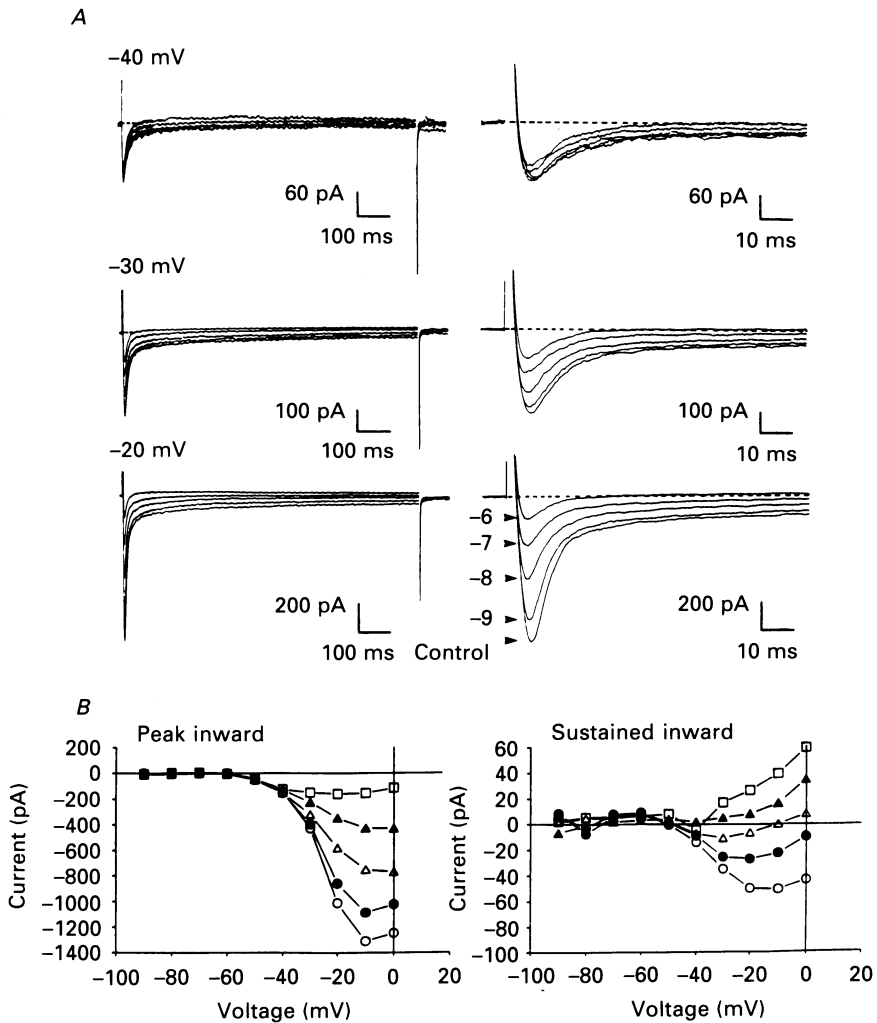 A
−40 mV
60 pA
100 ms
60 pA
10 ms
−30 mV
100 pA
100 ms
100 pA
10 ms
−20 mV
200 pA
100 ms
−6
−7
−8
−9
Control
200 pA
10 ms
B
Peak inward
Current (pA)
200
0
−200
−400
−600
−800
−1000
−1200
−1400
−100 −80 −60 −40 −20 0 20
Voltage (mV)
Sustained inward
Current (pA)
60
40
20
0
−20
−40
−60
−80
−100
−100 −80 −60 −40 −20 0 20
Voltage (mV)